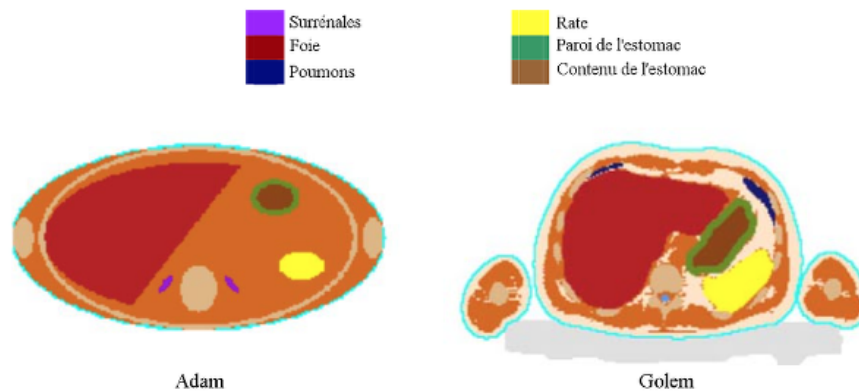 Surrénales
Foie
Poumons
Rate
Paroi de l'estomac
Contenu de l'estomac
Adam
Golem